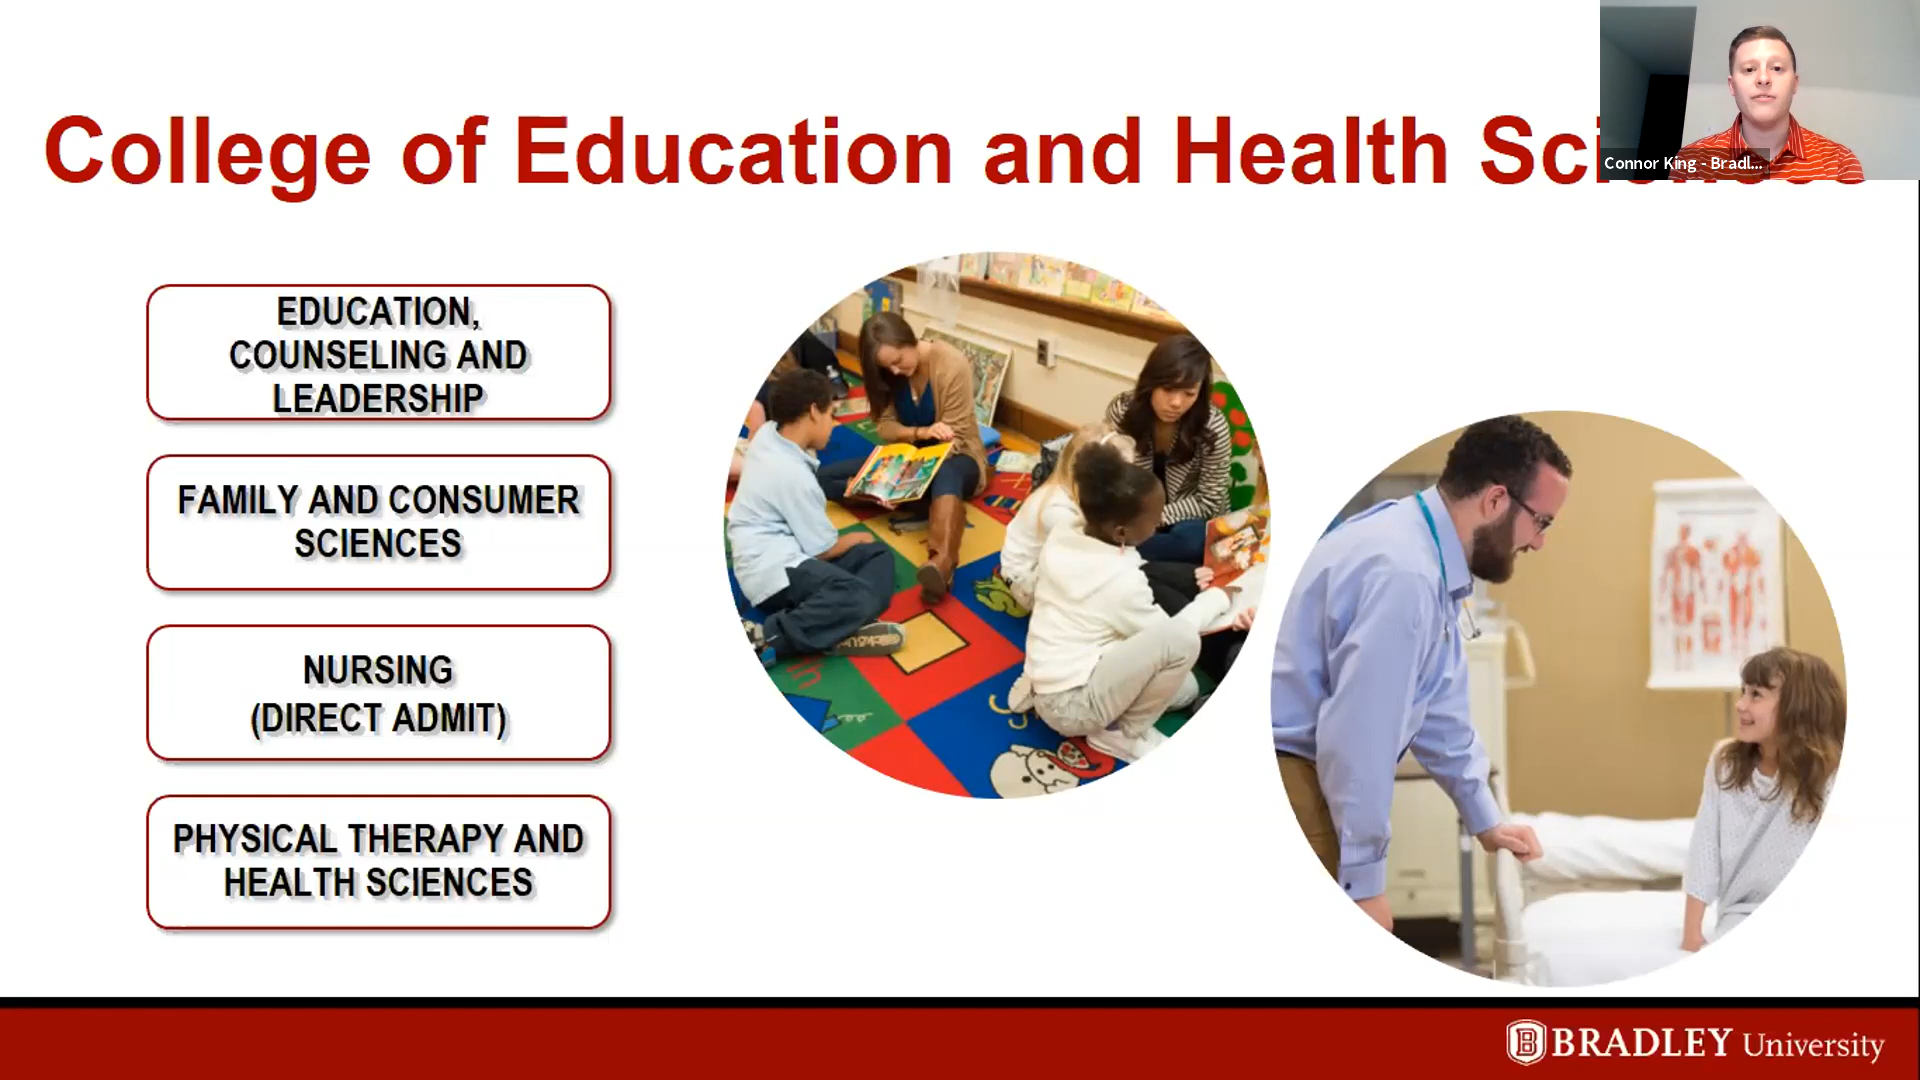 College of Education and Health Sci
Connor King - Bradl...
EDUCATION,
COUNSELING AND
LEADERSHIP
FAMILY AND CONSUMER
SCIENCES
NURSING
(DIRECT ADMIT)
PHYSICAL THERAPY AND
HEALTH SCIENCES
B BRADLEY University